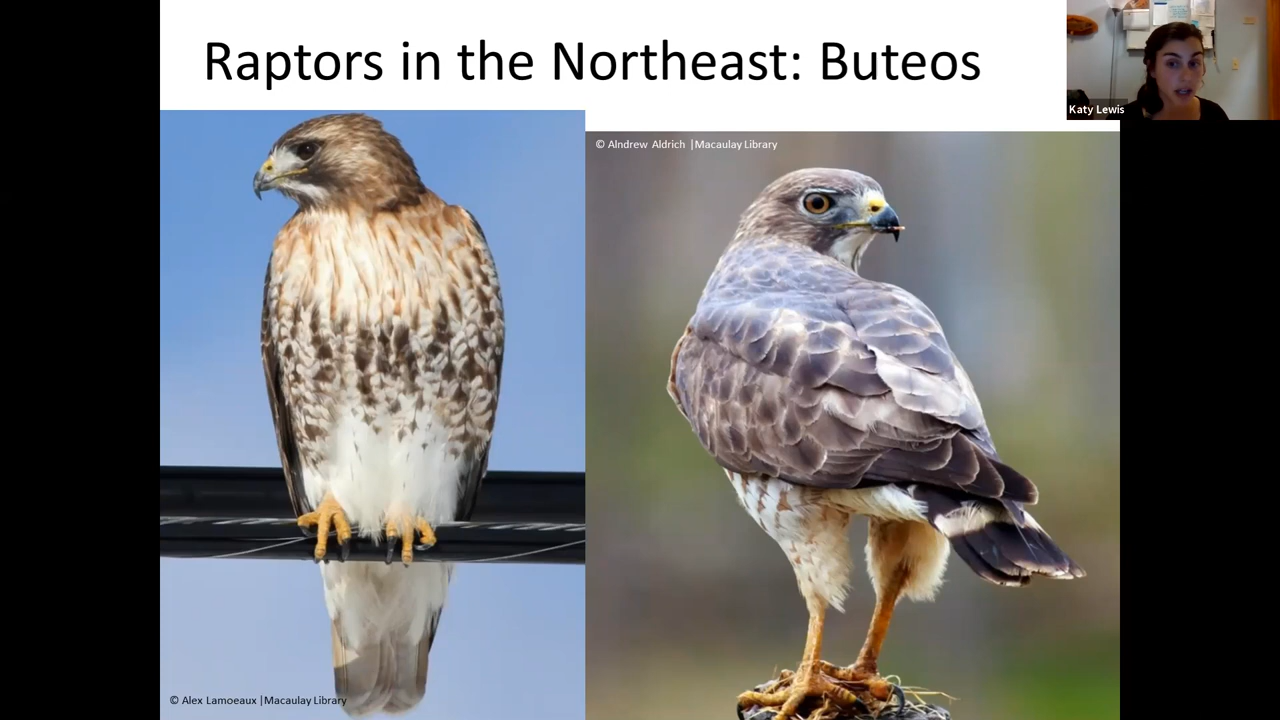 Raptors in the Northeast: Buteos
Katy Lewis
© Alndrew Aldrich |Macaulay Library
© Alex Lamoeaux |Macaulay Library